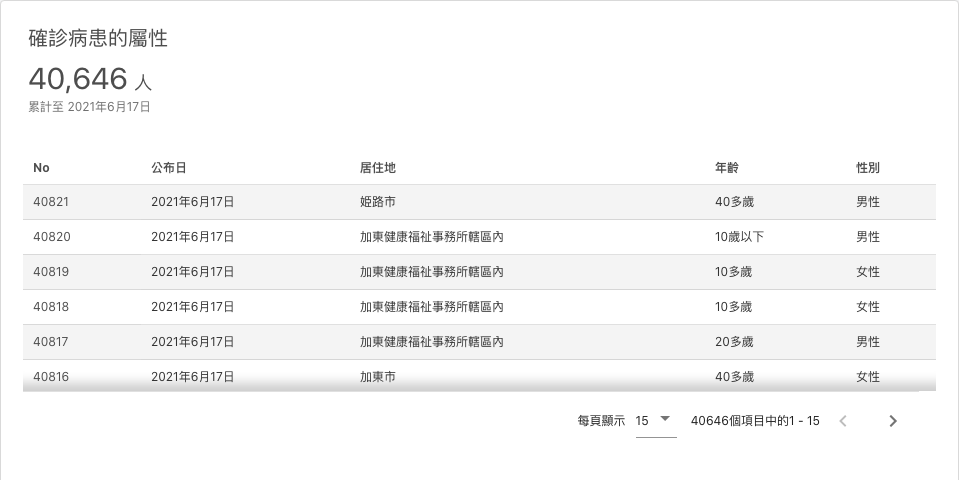 確診病患的屬性
40,646 人
累計至 2021年6月17日
No 公布日 居住地 年齡 性別
40821 2021年6月17日 姫路市 40多歲 男性
40820 2021年6月17日 加東健康福祉事務所轄區內 10歲以下 男性
40819 2021年6月17日 加東健康福祉事務所轄區內 10多歲 女性
40818 2021年6月17日 加東健康福祉事務所轄區內 10多歲 女性
40817 2021年6月17日 加東健康福祉事務所轄區內 20多歲 男性
40816 2021年6月17日 加東市 40多歲 女性
每頁顯示 15 40646個項目中的1 - 15